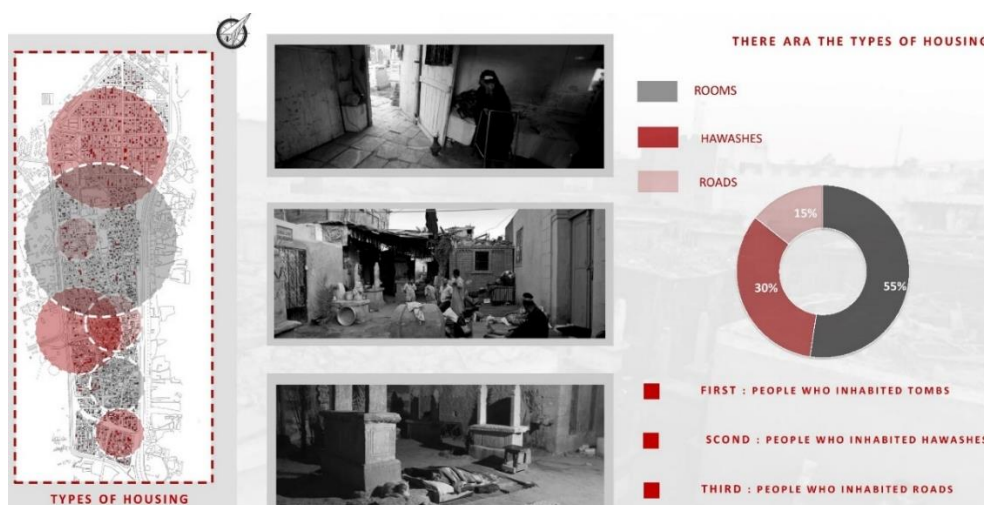 THERE ARA THE TYPES OF HOUSING
ROOMS
HAWASHES
ROADS
15%
30%
55%
FIRST : PEOPLE WHO INHABITED TOMBS
SCOND : PEOPLE WHO INHABITED HAWASHES
THIRD : PEOPLE WHO INHABITED ROADS
TYPES OF HOUSING